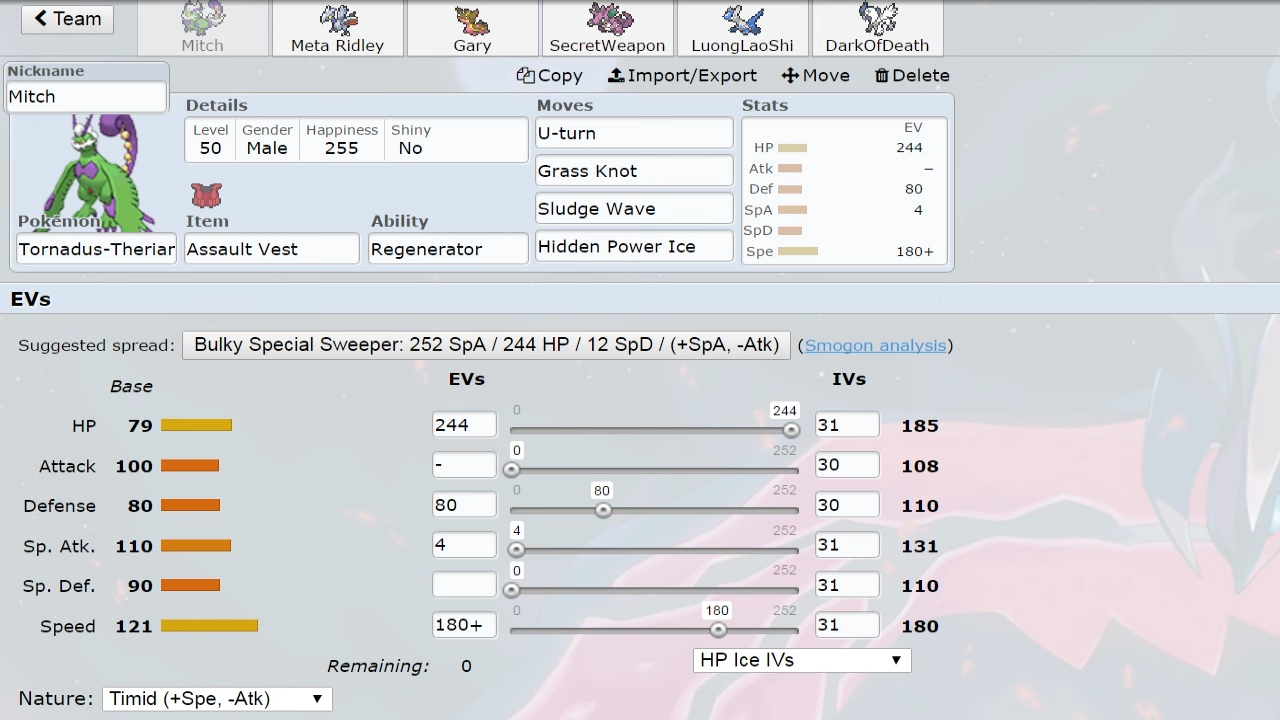 Team
Mitch
Meta Ridley
Gary
SecretWeapon
LuongLaoShi
DarkOfDeath
Copy
Import/Export
Move
Delete
Nickname
Mitch
Details
Level
50
Gender
Male
Happiness
255
Shiny
No
Pokémon
Tornadus-Therian
Item
Assault Vest
Ability
Regenerator
Moves
U-turn
Grass Knot
Sludge Wave
Hidden Power Ice
Stats
EV
HP 244
Atk –
Def 80
SpA 4
SpD
Spe 180+
EVs
Suggested spread: Bulky Special Sweeper: 252 SpA / 244 HP / 12 SpD / (+SpA, -Atk) (Smogon analysis)
Base EVs IVs
HP 79 244 0 244 31 185
Attack 100 - 0 252 30 108
Defense 80 80 0 80 252 30 110
Sp. Atk. 110 4 4 252 31 131
Sp. Def. 90 0 252 31 110
Speed 121 180+ 0 180 252 31 180
Remaining: 0
HP Ice IVs
Nature: Timid (+Spe, -Atk)